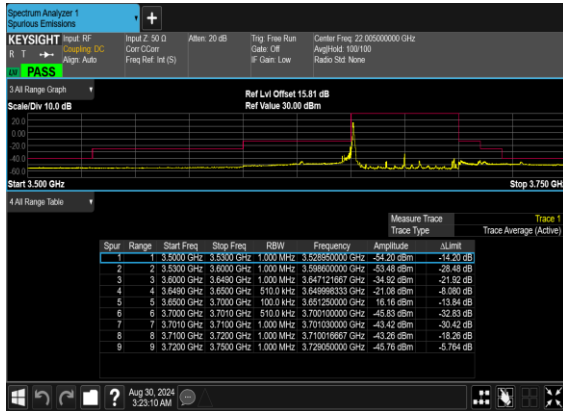 Spectrum Analyzer 1
Spurious Emissions
KEYSIGHT Input: RF Input Z: 50 Ω Atten: 20 dB Trig: Free Run Center Freq: 22.005000000 GHz
R T Coupling: DC Corr CCorr Gate: Off Avg|Hold: 100/100
Align: Auto Freq Ref: Int (S) IF Gain: Low Radio Std: None
PASS
3 All Range Graph
Ref Lvl Offset 15.81 dB
Scale/Div 10.0 dB Ref Value 30.00 dBm
20.0
0.00
-20.0
-40.0
-60.0
Start 3.500 GHz Stop 3.750 GH
4 All Range Table
Measure Trace Trace 1
Trace Type Trace Average (Active)
Spur Range Start Freq Stop Freq RBW Frequency Amplitude ΔLimit
1 1 3.5000 GHz 3.5300 GHz 1.000 MHz 3.528950000 GHz -54.20 dBm -14.20 dB
2 2 3.5300 GHz 3.6000 GHz 1.000 MHz 3.598600000 GHz -53.48 dBm -28.48 dB
3 3 3.6000 GHz 3.6490 GHz 1.000 MHz 3.647121667 GHz -34.92 dBm -21.92 dB
4 4 3.6490 GHz 3.6500 GHz 510.0 kHz 3.649998333 GHz -21.08 dBm -8.080 dB
5 5 3.6500 GHz 3.7000 GHz 100.0 kHz 3.651250000 GHz 16.16 dBm -13.84 dB
6 6 3.7000 GHz 3.7010 GHz 510.0 kHz 3.700100000 GHz -45.83 dBm -32.83 dB
7 7 3.7010 GHz 3.7100 GHz 1.000 MHz 3.701030000 GHz -43.42 dBm -30.42 dB
8 8 3.7100 GHz 3.7200 GHz 1.000 MHz 3.710016667 GHz -43.26 dBm -18.26 dB
9 9 3.7200 GHz 3.7500 GHz 1.000 MHz 3.729050000 GHz -45.76 dBm -5.764 dB
Aug 30, 2024
3:23:10 AM